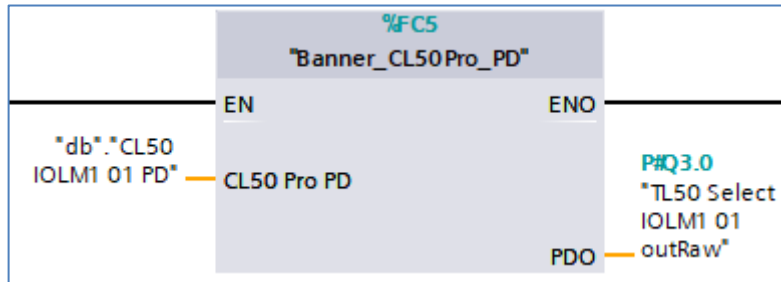 %FC5
"Banner_CL50Pro_PD"
EN
ENO
"db"."CL50
IOLM1 01 PD"
CL50 Pro PD
P#Q3.0
"TL50 Select
IOLM1 01
outRaw"
PDO